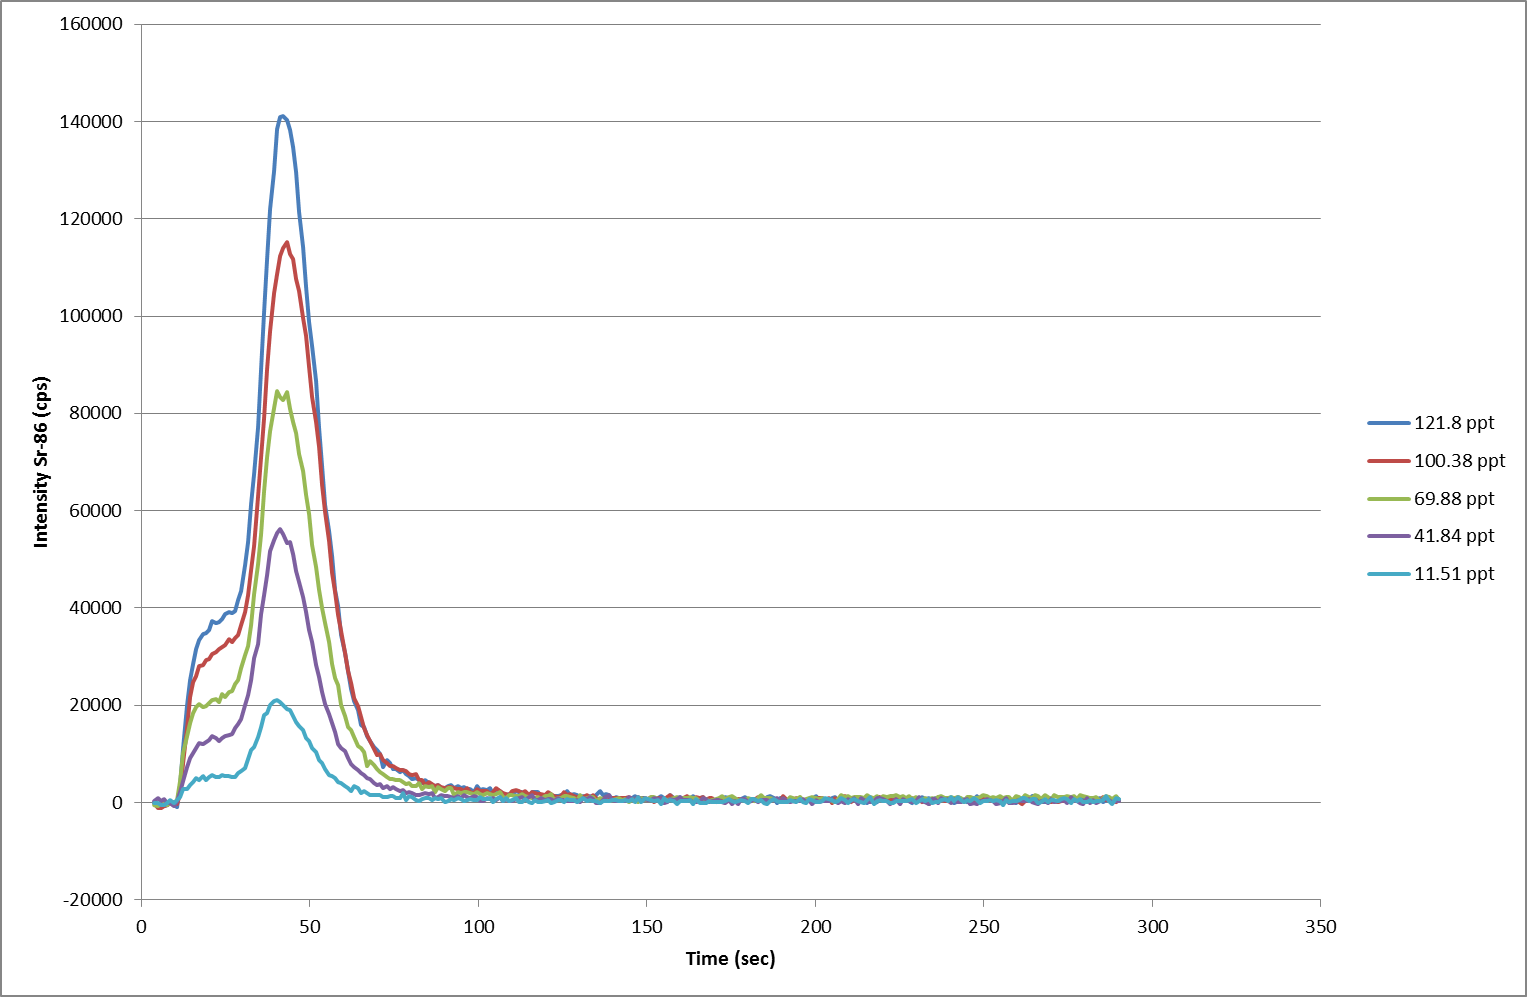 160000
140000
120000
100000
80000
60000
40000
20000
0
-20000
Intensity Sr-86 (cps)
0 50 100 150 200 250 300 350
Time (sec)
121.8 ppt
100.38 ppt
69.88 ppt
41.84 ppt
11.51 ppt